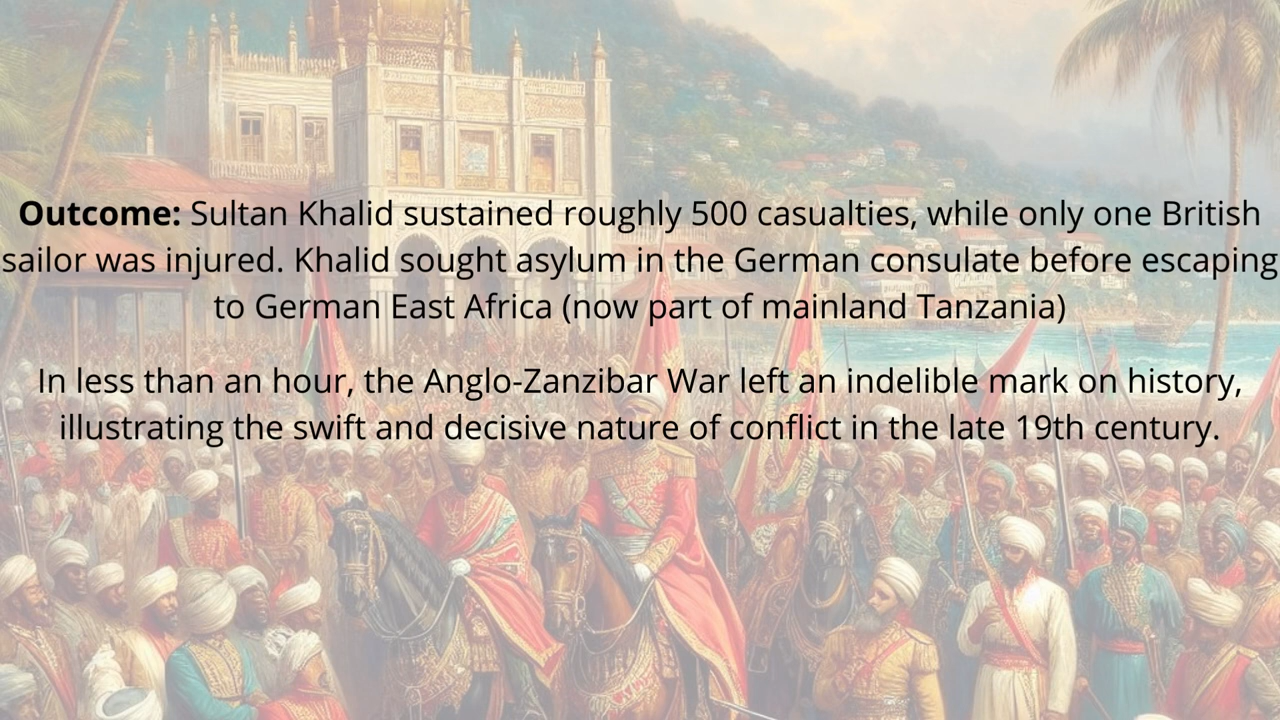 Outcome: Sultan Khalid sustained roughly 500 casualties, while only one British
sailor was injured. Khalid sought asylum in the German consulate before escaping
to German East Africa (now part of mainland Tanzania)
In less than an hour, the Anglo-Zanzibar War left an indelible mark on history,
illustrating the swift and decisive nature of conflict in the late 19th century.